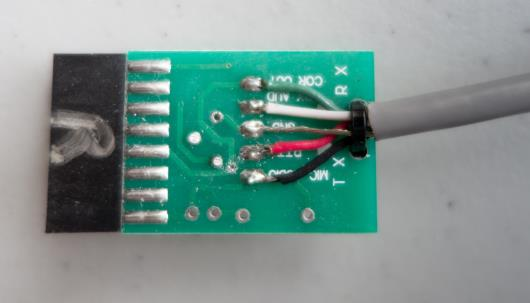 COR OUT
AUD
GND
PTT
MIC
R X
T X